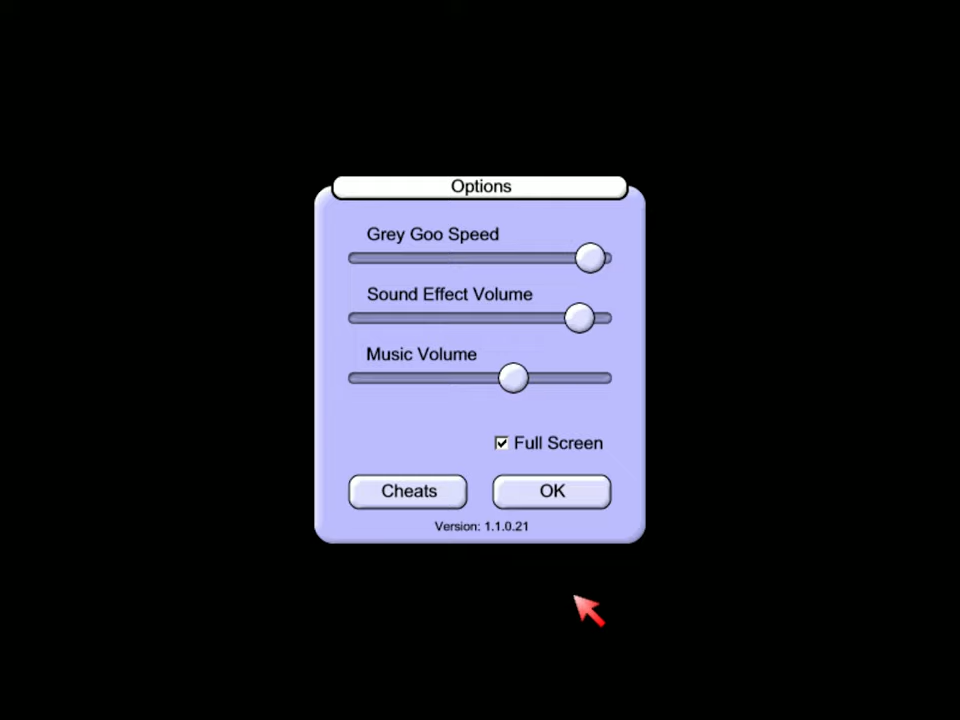 Options
Grey Goo Speed
Sound Effect Volume
Music Volume
Full Screen
Cheats OK
Version: 1.1.0.21